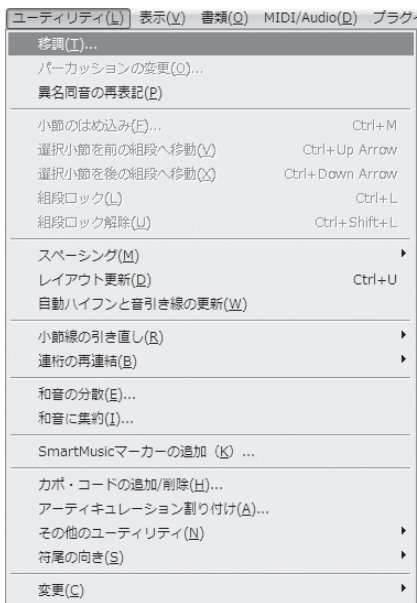 ユーティリティ(L) 表示(V) 書類(O) MIDI/Audio(D) プラグ
移調(T)...
パーカッションの変更(O)...
異名同音の再表記(P)
小節のはめ込み(F)... Ctrl+M
選択小節を前の組段へ移動(V) Ctrl+Up Arrow
選択小節を後の組段へ移動(X) Ctrl+Down Arrow
組段ロック(L) Ctrl+L
組段ロック解除(U) Ctrl+Shift+L
スペーシング(M)
レイアウト更新(D) Ctrl+U
自動ハイフンと音引き線の更新(W)
小節線の引き直し(R)
連桁の再連結(B)
和音の分散(E)...
和音に集約(I)...
SmartMusicマーカーの追加（K）...
カポ・コードの追加/削除(H)...
アーティキュレーション割り付け(A)...
その他のユーティリティ(N)
符尾の向き(S)
変更(C)